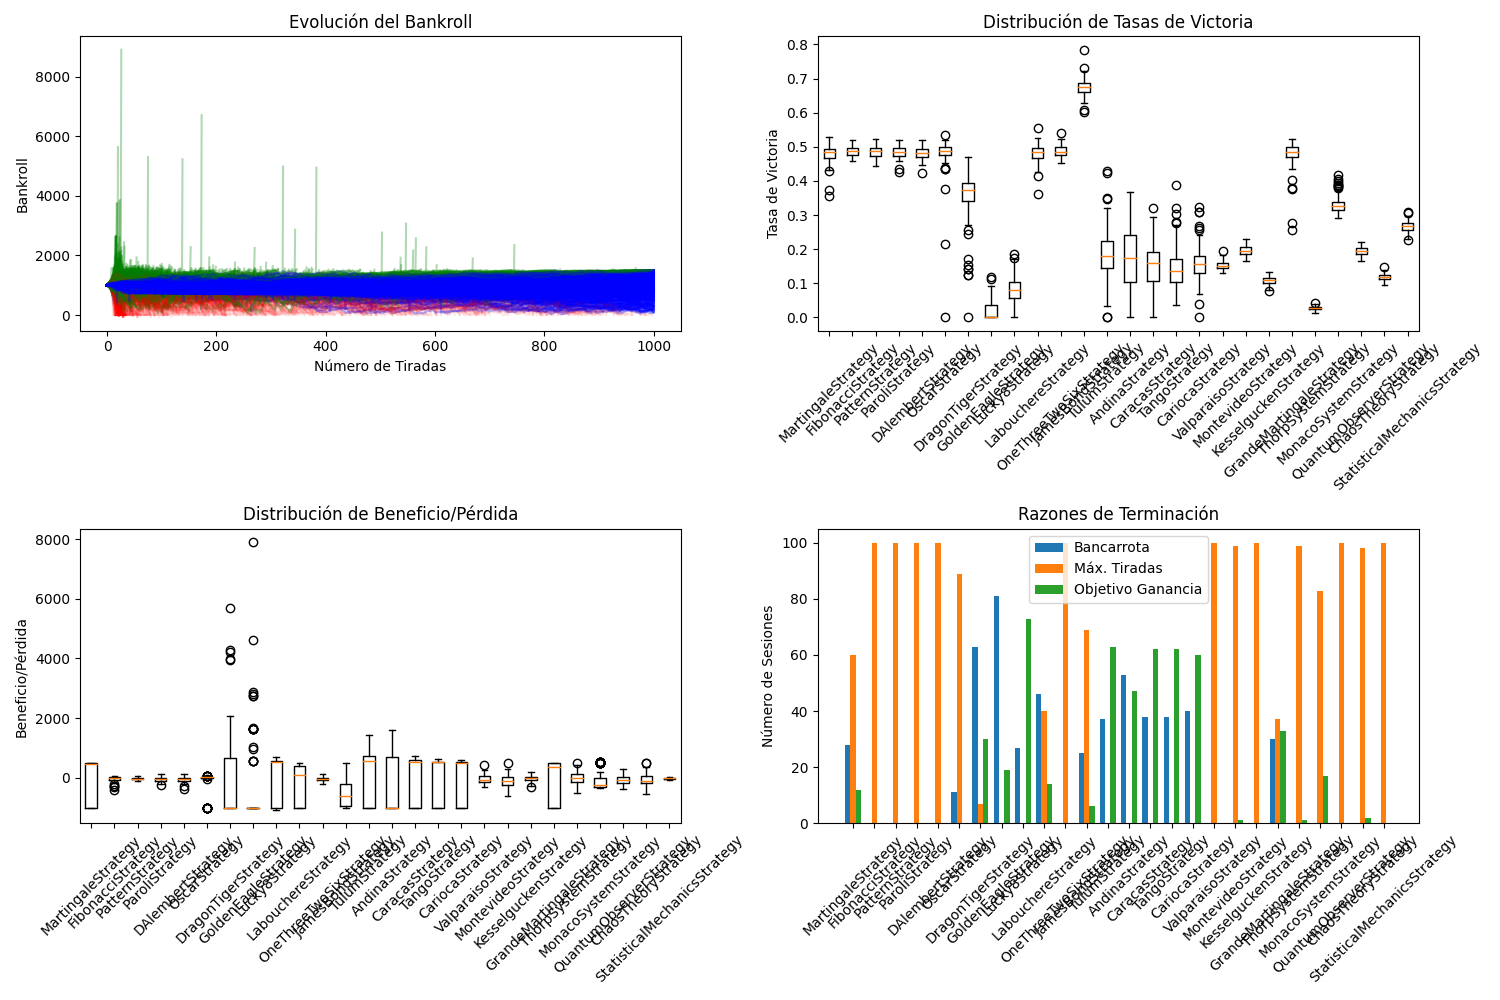 Evolución del Bankroll
Bankroll
8000
6000
4000
2000
0
0
200
400
600
800
1000
Número de Tiradas
Distribución de Tasas de Victoria
Tasa de Victoria
0.8
0.7
0.6
0.5
0.4
0.3
0.2
0.1
0.0
MartingaleStrategy
FibonacciStrategy
PatternStrategy
ParoliStrategy
DAlembertStrategy
OscarStrategy
DragonTigerStrategy
GoldenEagleStrategy
LuckyaStrategy
LabouchereStrategy
OneThreeTwoSixStrategy
JamesBondStrategy
TulumStrategy
AndinaStrategy
CaracasStrategy
TangoStrategy
CariocaStrategy
ValparaisoStrategy
MontevideoStrategy
KesselguckenStrategy
GrandeMartingaleStrategy
ThorpSystemStrategy
MonacoSystemStrategy
QuantumObserverStrategy
ChaosTheoryStrategy
StatisticalMechanicsStrategy
Distribución de Beneficio/Pérdida
Beneficio/Pérdida
8000
6000
4000
2000
0
MartingaleStrategy
FibonacciStrategy
PatternStrategy
ParoliStrategy
DAlembertStrategy
OscarStrategy
DragonTigerStrategy
GoldenEagleStrategy
LuckyaStrategy
LabouchereStrategy
OneThreeTwoSixStrategy
JamesBondStrategy
TulumStrategy
AndinaStrategy
CaracasStrategy
TangoStrategy
CariocaStrategy
ValparaisoStrategy
MontevideoStrategy
KesselguckenStrategy
GrandeMartingaleStrategy
ThorpSystemStrategy
MonacoSystemStrategy
QuantumObserverStrategy
ChaosTheoryStrategy
StatisticalMechanicsStrategy
Razones de Terminación
Número de Sesiones
100
80
60
40
20
0
Bancarrota
Máx. Tiradas
Objetivo Ganancia
MartingaleStrategy
FibonacciStrategy
PatternStrategy
ParoliStrategy
DAlembertStrategy
OscarStrategy
DragonTigerStrategy
GoldenEagleStrategy
LuckyaStrategy
LabouchereStrategy
OneThreeTwoSixStrategy
JamesBondStrategy
TulumStrategy
AndinaStrategy
CaracasStrategy
TangoStrategy
CariocaStrategy
ValparaisoStrategy
MontevideoStrategy
KesselguckenStrategy
GrandeMartingaleStrategy
ThorpSystemStrategy
MonacoSystemStrategy
QuantumObserverStrategy
ChaosTheoryStrategy
StatisticalMechanicsStrategy